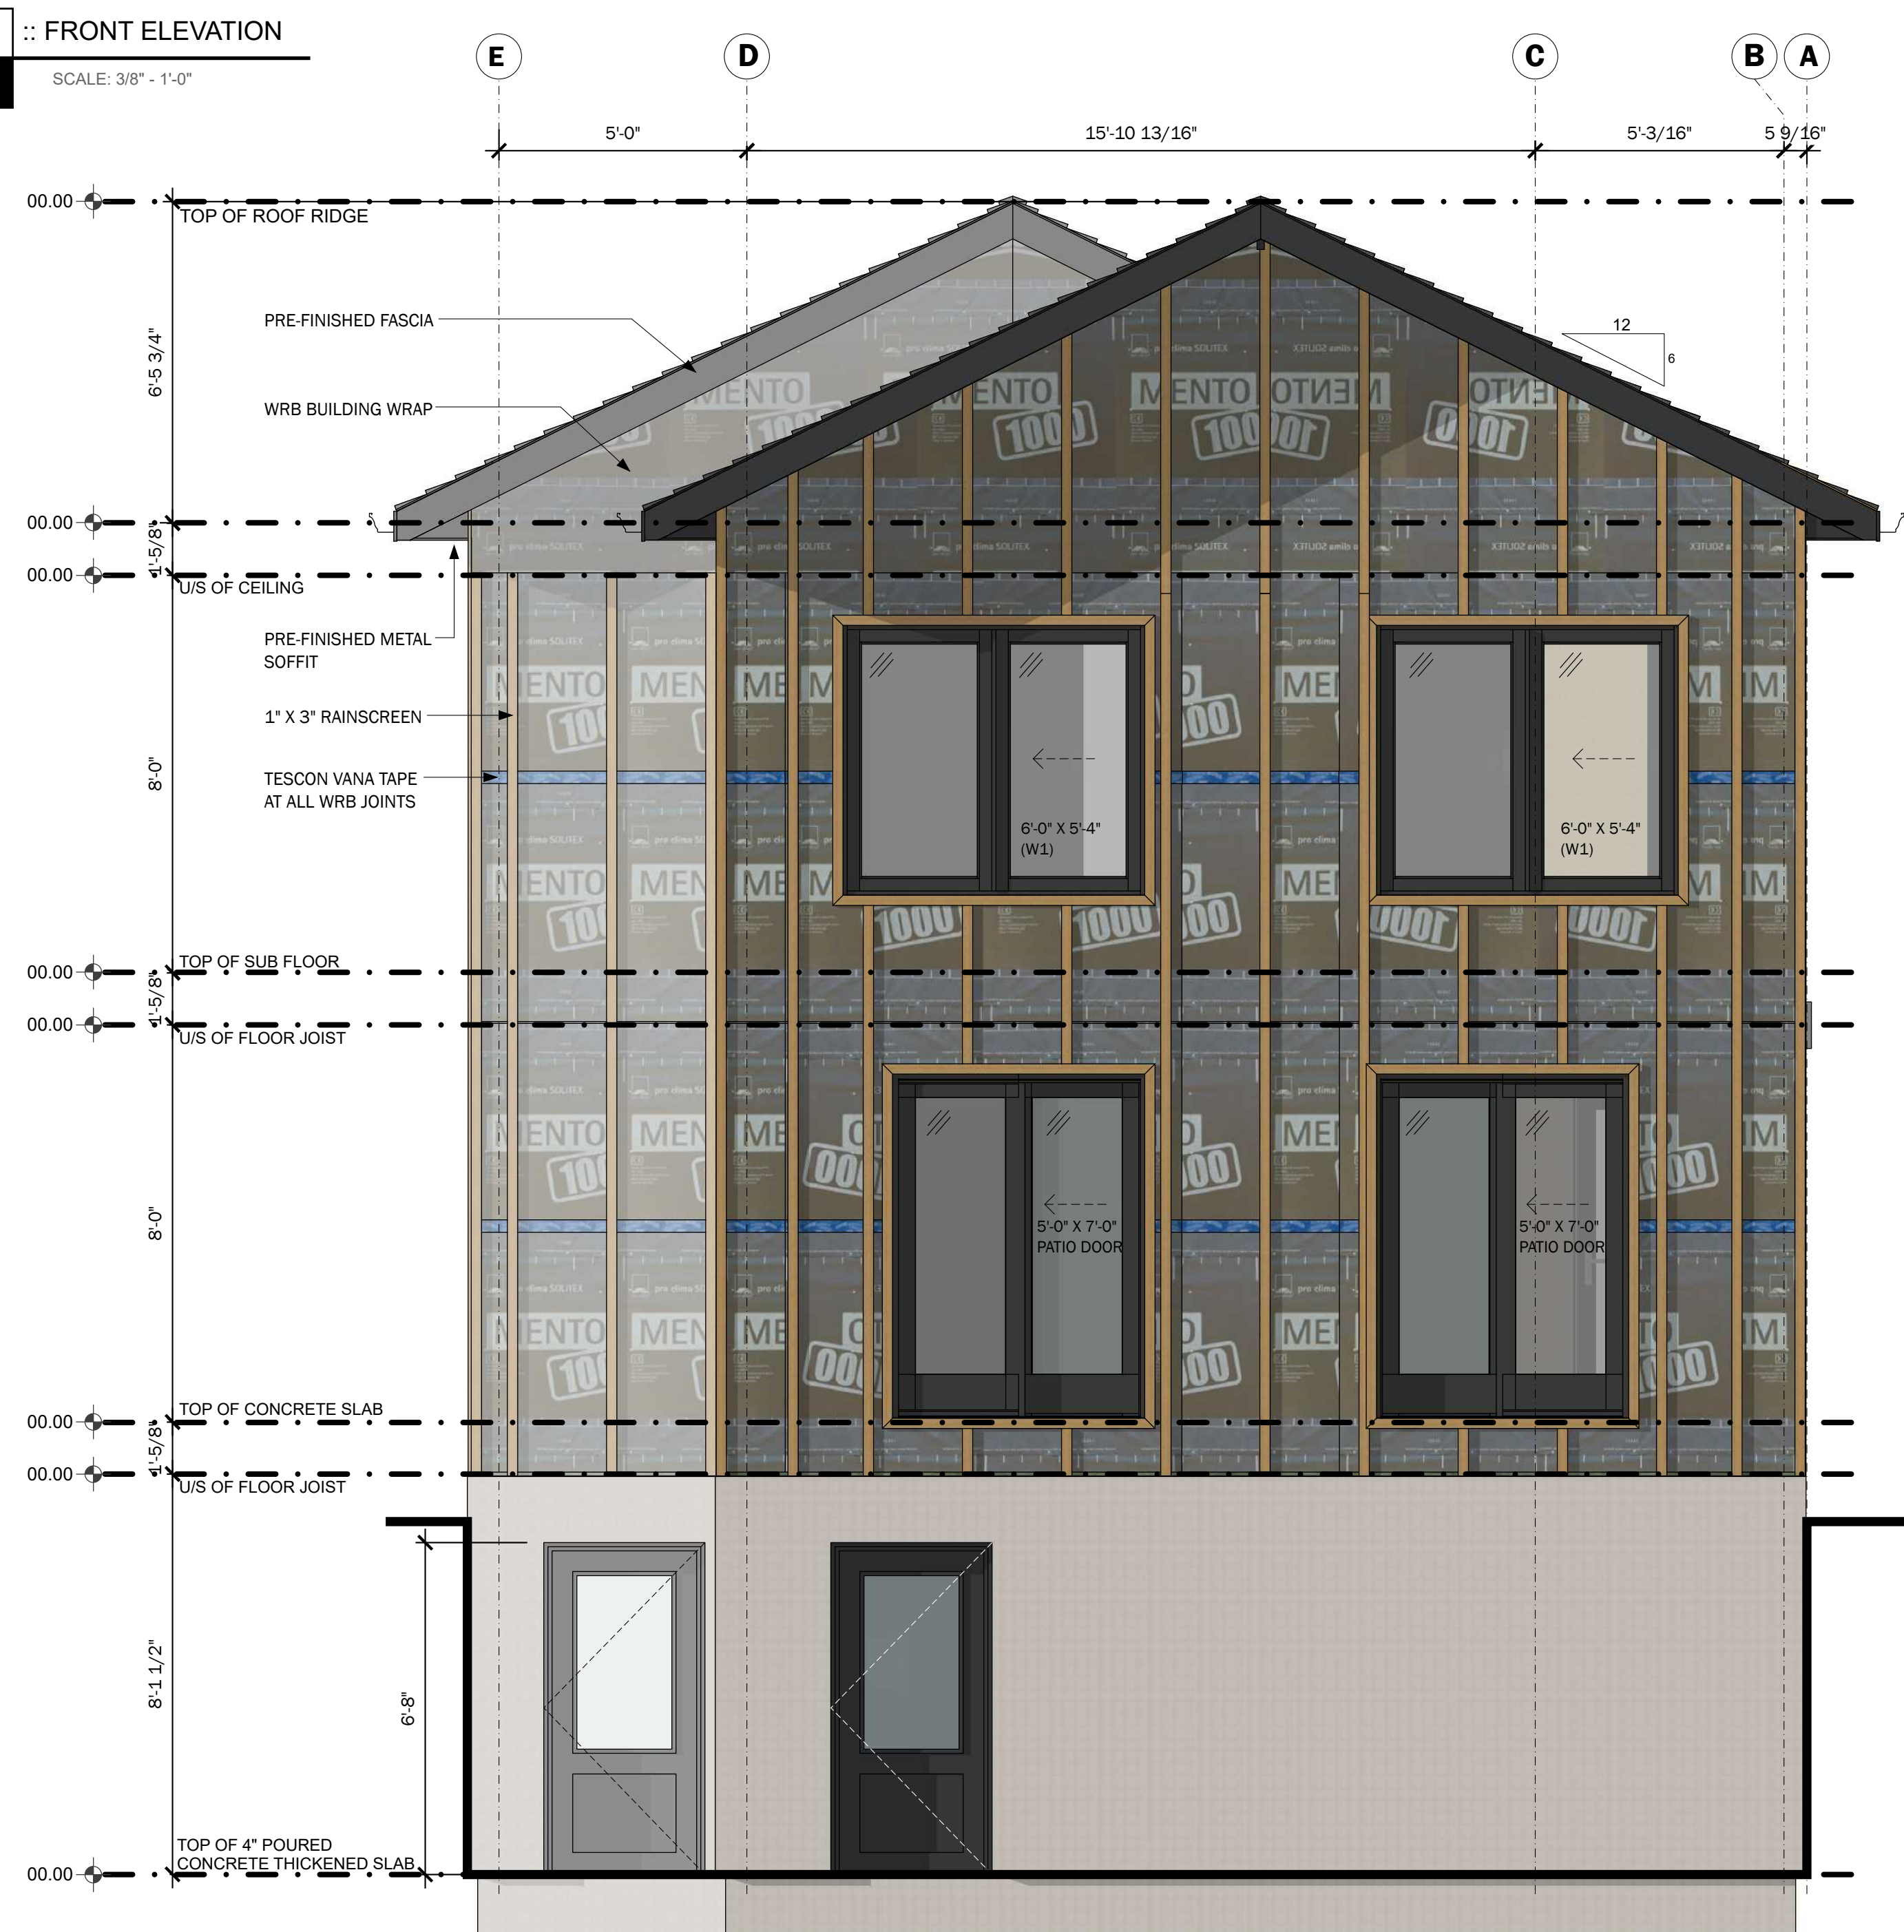 :: FRONT ELEVATION
SCALE: 3/8" - 1'-0"
E
D
C
B
A
5'-0"
15'-10 13/16"
5'-3/16"
5 9/16"
00.00
TOP OF ROOF RIDGE
6'-5 3/4"
PRE-FINISHED FASCIA
12
6
WRB BUILDING WRAP
pro clima SOLITEX
MENTO
1000
00.00
1'-5/8"
00.00
U/S OF CEILING
PRE-FINISHED METAL
SOFFIT
1" X 3" RAINSCREEN
TESCON VANA TAPE
AT ALL WRB JOINTS
8'-0"
6'-0" X 5'-4"
(W1)
6'-0" X 5'-4"
(W1)
TOP OF SUB FLOOR
00.00
1'-5/8"
00.00
U/S OF FLOOR JOIST
8'-0"
5'-0" X 7'-0"
PATIO DOOR
5'-0" X 7'-0"
PATIO DOOR
TOP OF CONCRETE SLAB
00.00
1'-5/8"
00.00
U/S OF FLOOR JOIST
8'-1 1/2"
6'-8"
TOP OF 4" POURED
CONCRETE THICKENED SLAB
00.00